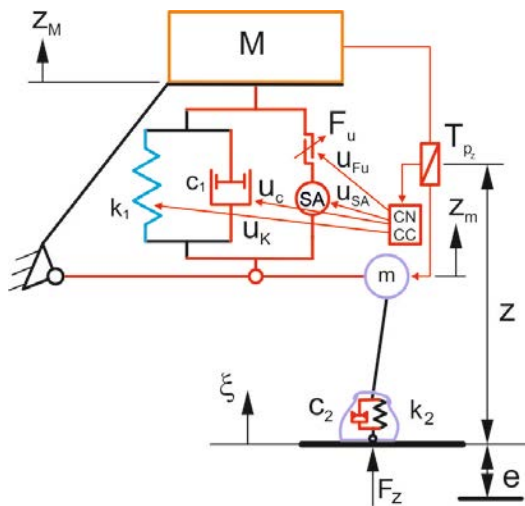 z_M
M
F_u
u_Fu
T_pz
k_1
c_1
u_c
SA
u_SA
CN
CC
z_m
u_K
m
z
ξ
c_2
k_2
F_z
e